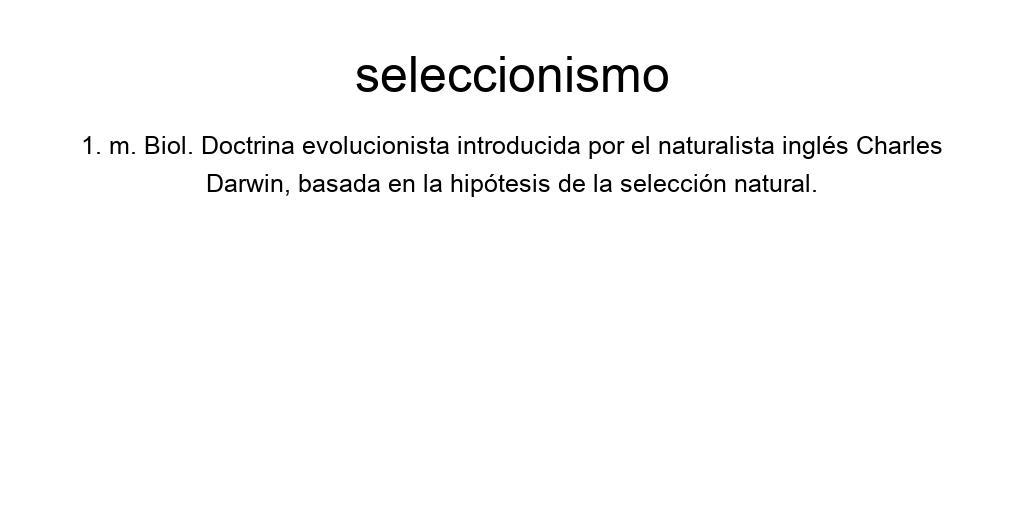 seleccionismo
1. m. Biol. Doctrina evolucionista introducida por el naturalista inglés Charles
Darwin, basada en la hipótesis de la selección natural.